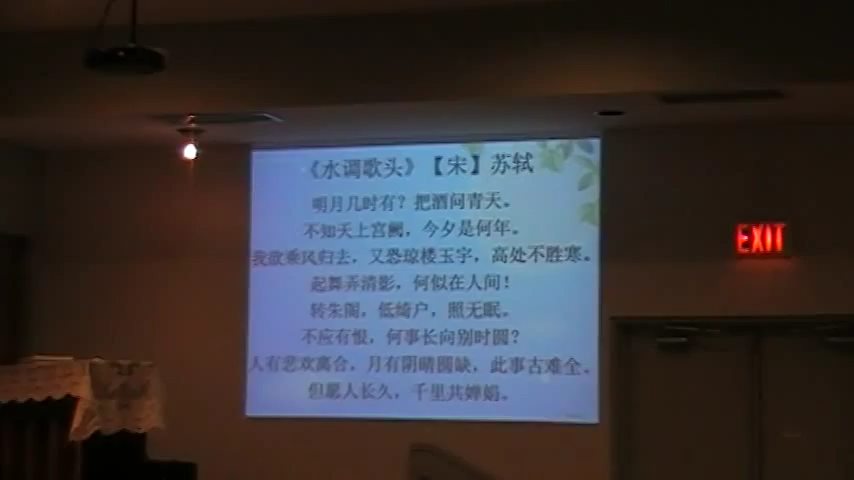 《水调歌头》【宋】苏轼
明月几时有？把酒问青天。
不知天上宫阙，今夕是何年。
我欲乘风归去，又恐琼楼玉宇，高处不胜寒。
起舞弄清影，何似在人间！
转朱阁，低绮户，照无眠。
不应有恨，何事长向别时圆？
人有悲欢离合，月有阴晴圆缺，此事古难全。
但愿人长久，千里共婵娟。
EXIT